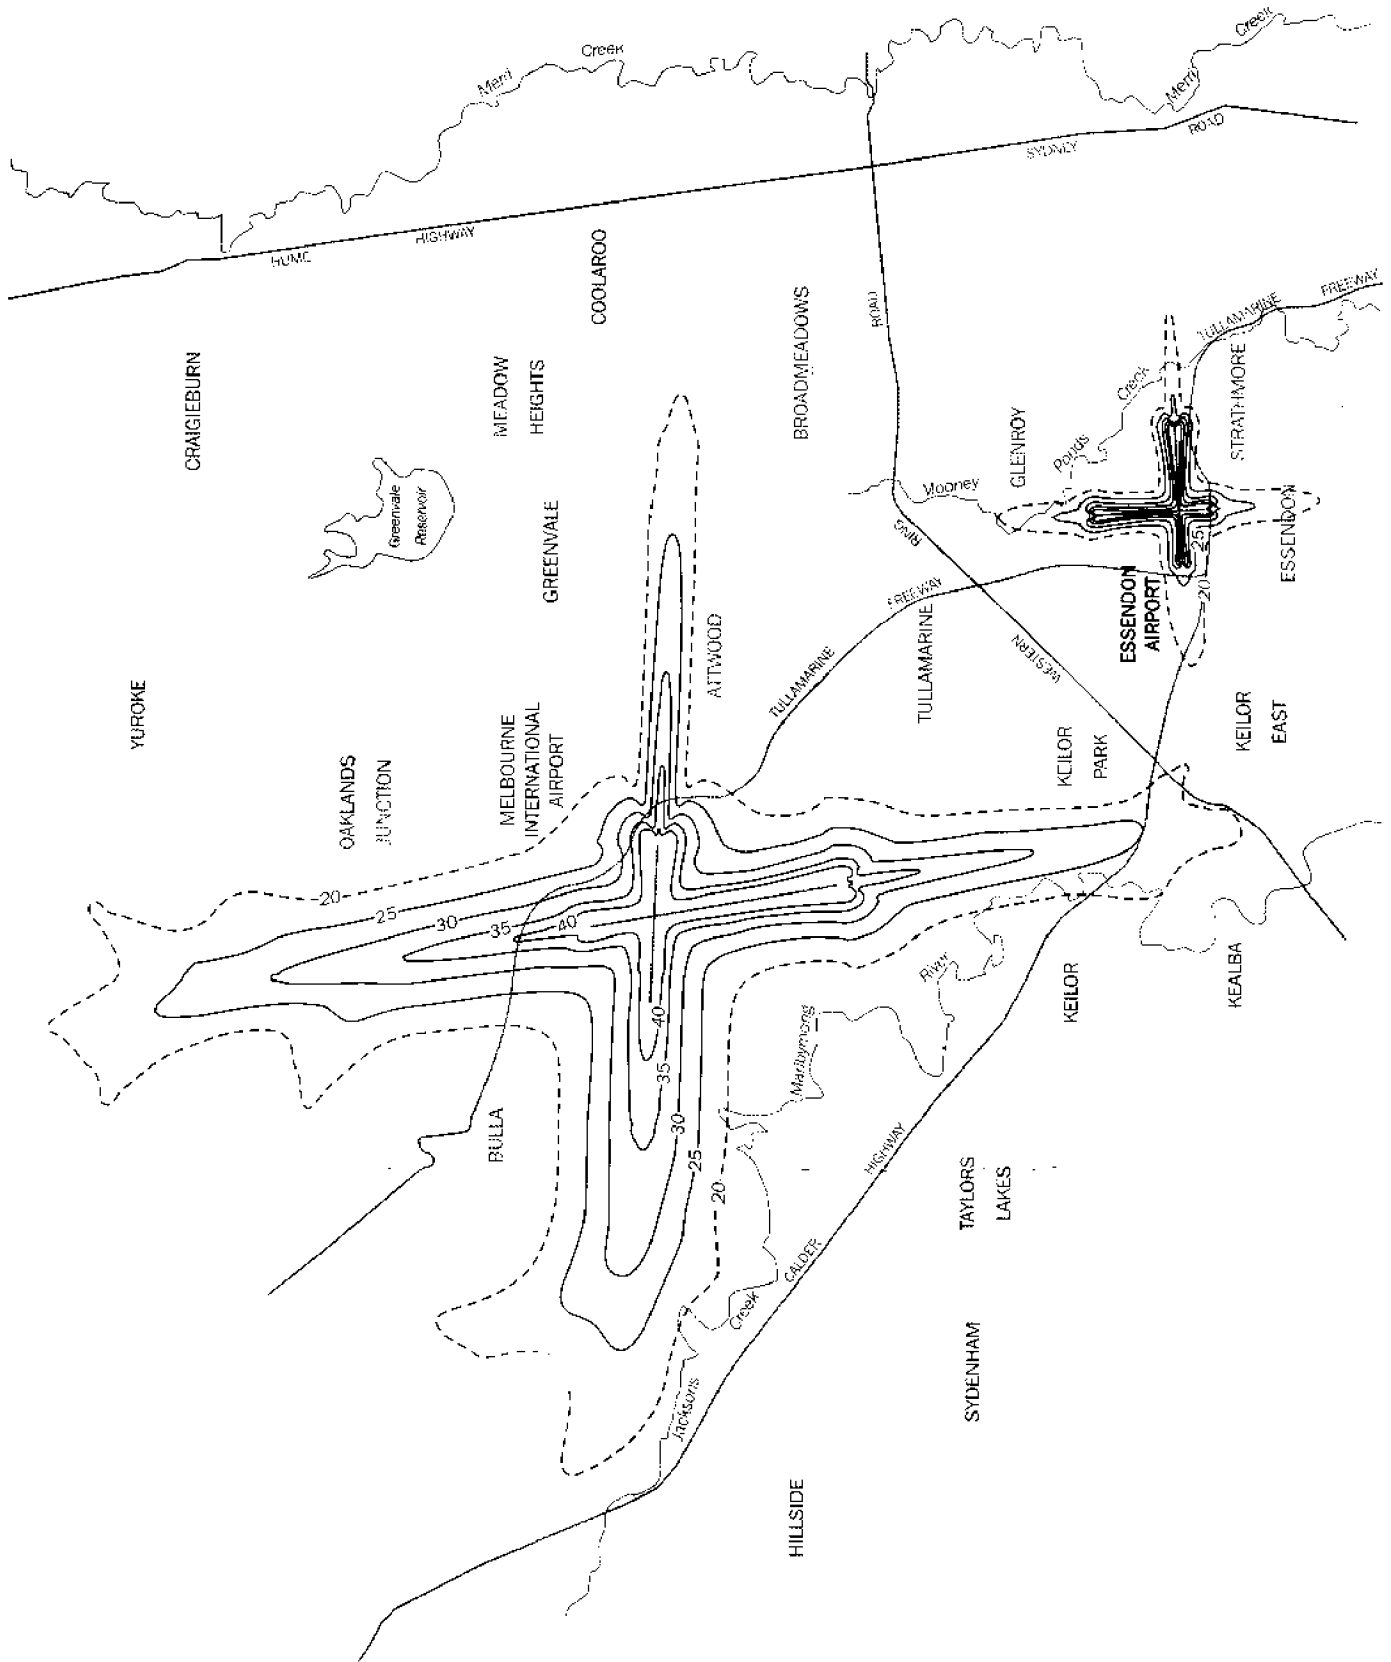 Creek
Merri
Creek
Merri
ROAD
SYDNEY
HIGHWAY
HUME
COOLAROO
CRAIGIEBURN
MEADOW
HEIGHTS
BROADMEADOWS
ROAD
TULLAMARINE
FREEWAY
STRATHMORE
Creek
Ponds
Mooney
GLENROY
Greenvale
Reservoir
GREENVALE
RING
WESTERN
ESSENDON
25
20
ESSENDON
AIRPORT
FREEWAY
TULLAMARINE
TULLAMARINE
ATTWOOD
YUROKE
OAKLANDS
JUNCTION
MELBOURNE
INTERNATIONAL
AIRPORT
KEILOR
PARK
KEILOR
EAST
20
25
30
35
40
40
35
30
25
20
River
Maribyrnong
KEILOR
KEALBA
BULLA
HIGHWAY
CALDER
TAYLORS
LAKES
Creek
Jacksons
SYDENHAM
HILLSIDE